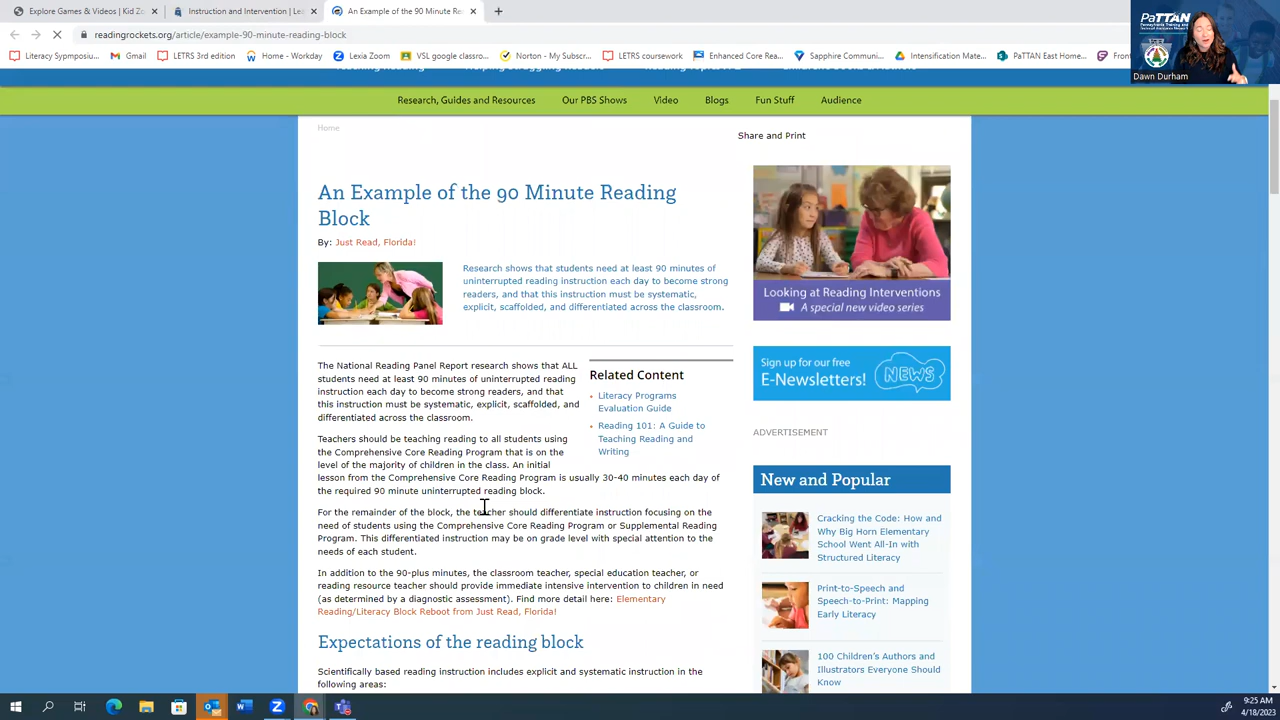 Explore Games & Videos | Kid Zo
Instruction and Intervention | Le
An Example of the 90 Minute Re
readingrockets.org/article/example-90-minute-reading-block
Literacy Sypmposiu...
Gmail
LETRS 3rd edition
Home - Workday
Lexia Zoom
VSL google classro...
Norton - My Subscr...
LETRS coursework
Enhanced Core Rea...
Sapphire Communi...
Intensification Mate...
PaTTAN East Home...
Front
PaTTAN
Dawn Durham
Research, Guides and Resources
Our PBS Stations
Video
Blogs
Fun Stuff
Audience
Home
Share and Print
An Example of the 90 Minute Reading
Block
By: Just Read, Florida!
Research shows that students need at least 90 minutes of
uninterrupted reading instruction each day to become strong
readers, and that this instruction must be systematic,
explicit, scaffolded, and differentiated across the classroom.
The National Reading Panel Report research shows that ALL
students need at least 90 minutes of uninterrupted reading
instruction each day to become strong readers, and that
this instruction must be systematic, explicit, scaffolded, and
differentiated across the classroom.
Related Content
Literacy Programs
Evaluation Guide
Reading 101: A Guide to
Teaching Reading and
Writing
Teachers should be teaching reading to all students using
the Comprehensive Core Reading Program that is on the
level of the majority of children in the class. An initial
lesson from the Comprehensive Core Reading Program is usually 30-40 minutes each day of
the required 90 minute uninterrupted reading block.
For the remainder of the block, the teacher should differentiate instruction focusing on the
need of students using the Comprehensive Core Reading Program or Supplemental Reading
Program. This differentiated instruction may be on grade level with special attention to the
needs of each student.
In addition to the 90-plus minutes, the classroom teacher, special education teacher, or
reading resource teacher should provide immediate intensive intervention to children in need
(as determined by a diagnostic assessment). Find more detail here: Elementary
Reading/Literacy Block Reboot from Just Read, Florida!
Expectations of the reading block
Scientifically based reading instruction includes explicit and systematic instruction in the
following areas:
Looking at Reading Interventions
A special new video series
Sign up for our free
E-Newsletters!
NEWS
ADVERTISEMENT
New and Popular
Cracking the Code: How and
Why Big Horn Elementary
School Went All-In with
Structured Literacy
Print-to-Speech and
Speech-to-Print: Mapping
Early Literacy
100 Children's Authors and
Illustrators Everyone Should
Know
9:25 AM
4/18/2023